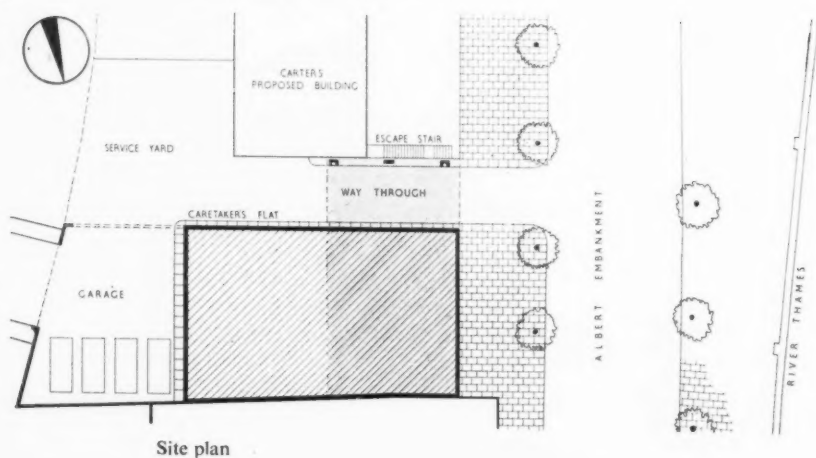 CARTERS
PROPOSED BUILDING
SERVICE YARD
ESCAPE STAIR
WAY THROUGH
CARETAKERS FLAT
GARAGE
ALBERT EMBANKMENT
RIVER THAMES
Site plan